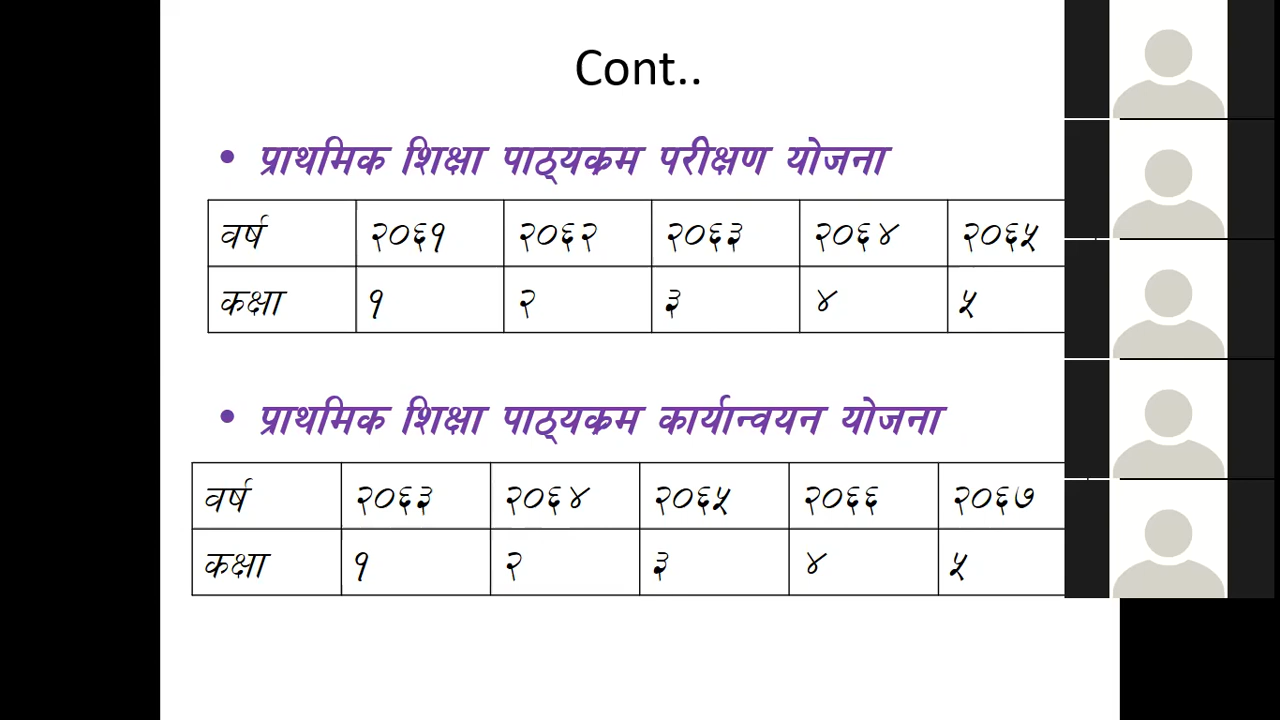 Cont..
• प्राथमिक शिक्षा पाठ्यक्रम परीक्षण योजना
वर्ष २०६१ २०६२ २०६३ २०६४ २०६५
कक्षा १ २ ३ ४ ५
• प्राथमिक शिक्षा पाठ्यक्रम कार्यान्वयन योजना
वर्ष २०६३ २०६४ २०६५ २०६६ २०६७
कक्षा १ २ ३ ४ ५